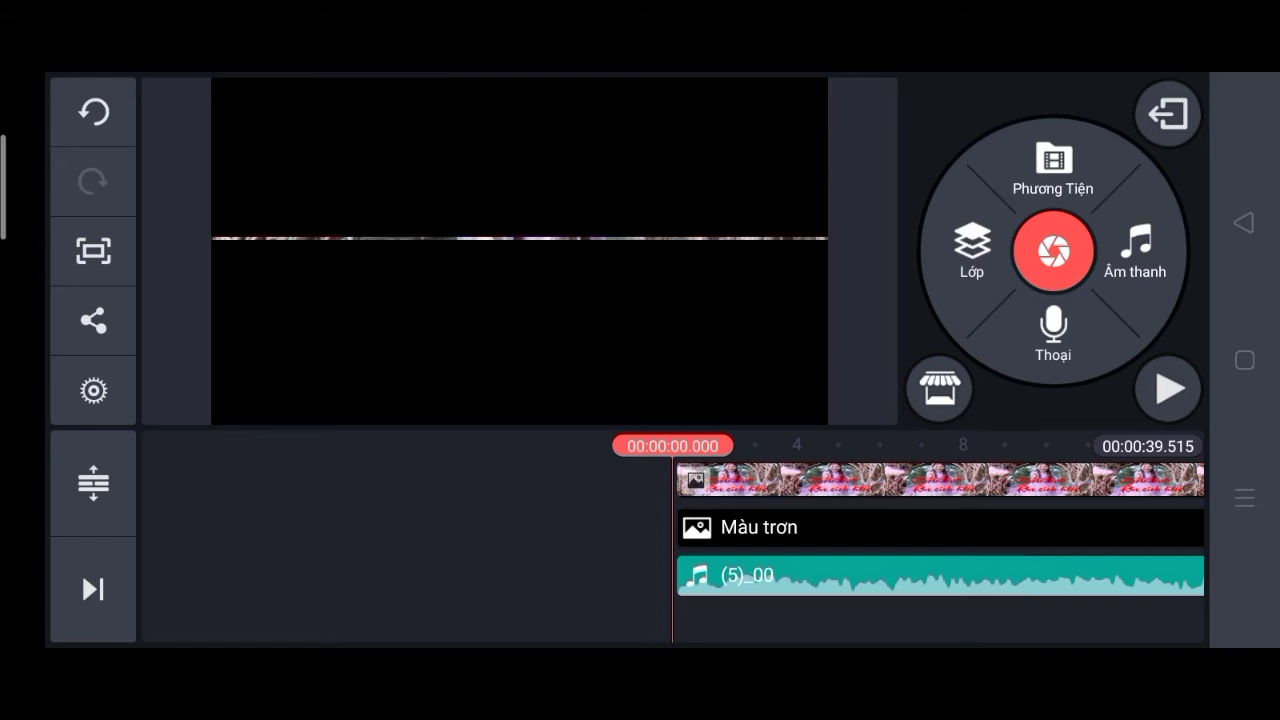 Phương Tiện
Lớp
Âm thanh
Thoại
00:00:00.000
4
8
00:00:39.515
Màu trơn
(5)_00